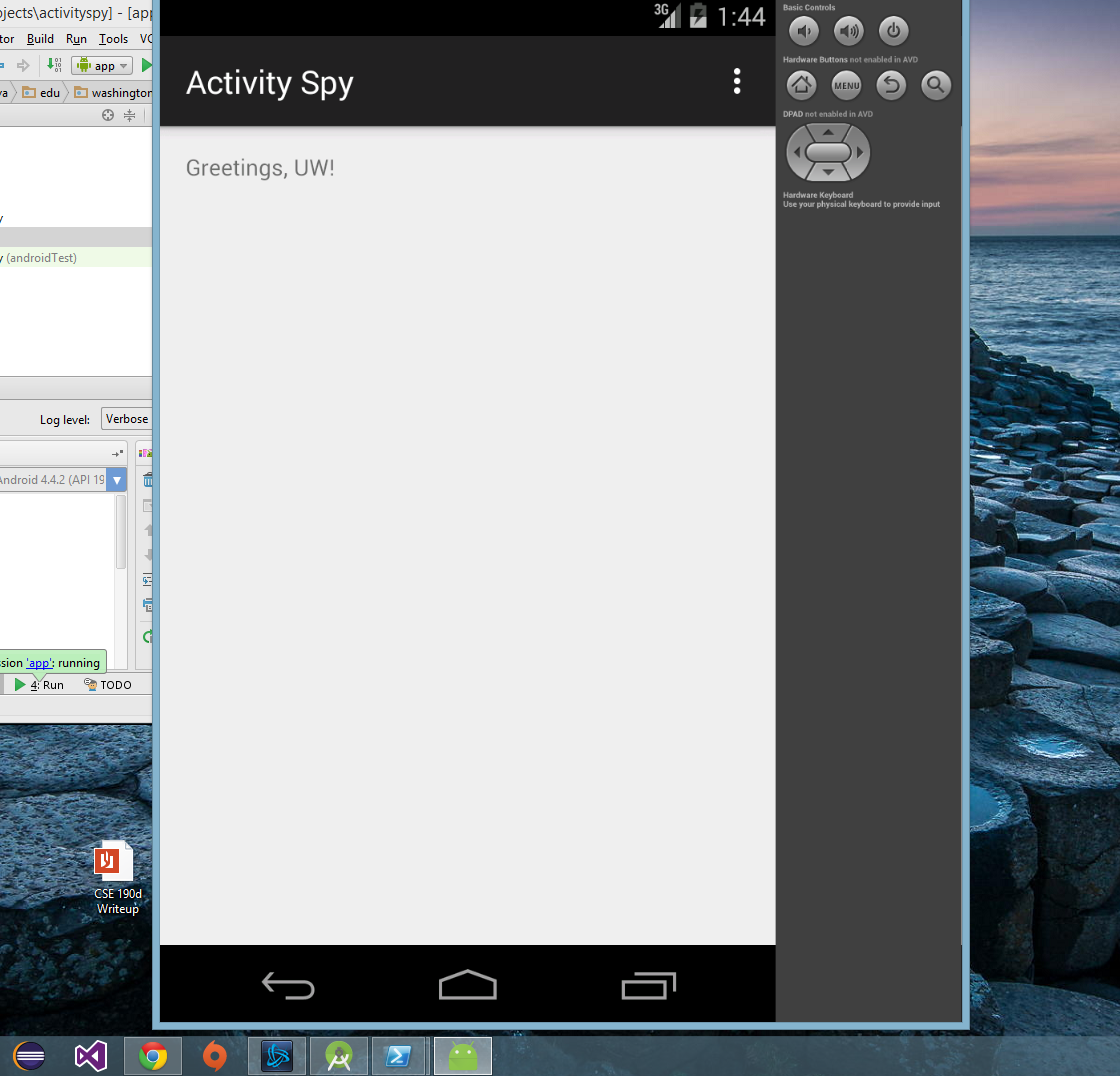 ojects\activityspy] - [app
tor Build Run Tools VC
app
va edu washington
y
y (androidTest)
Log level: Verbose
Android 4.4.2 (API 19
ssion 'app': running
4: Run TODO
CSE 190d
Writeup
3G 1:44
Activity Spy
Greetings, UW!
Basic Controls
Hardware Buttons not enabled in AVD
MENU
DPAD not enabled in AVD
Hardware Keyboard
Use your physical keyboard to provide input